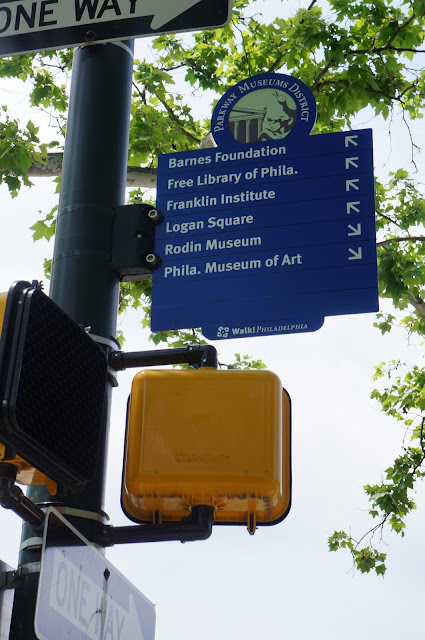 ONE WAY
PARKWAY MUSEUMS DISTRICT
Barnes Foundation
Free Library of Phila.
Franklin Institute
Logan Square
Rodin Museum
Phila. Museum of Art
Walk! PHILADELPHIA
ONE WAY